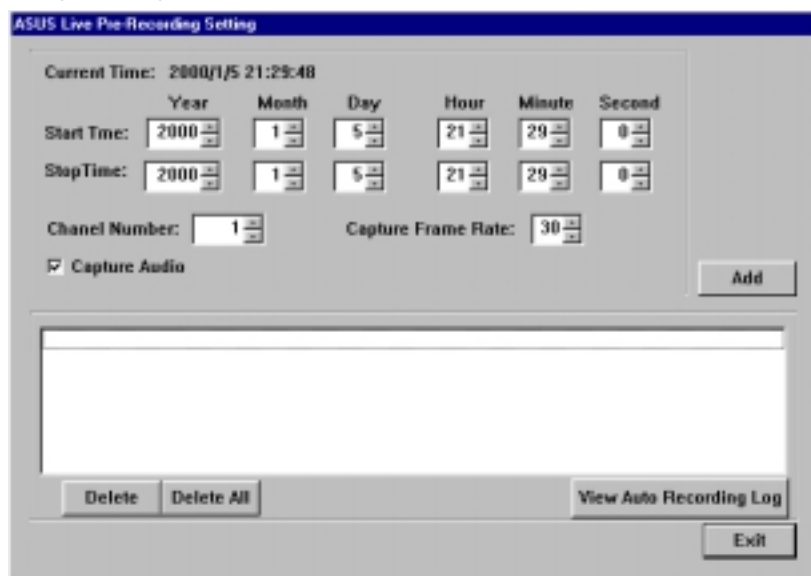 ASUS Live Pre-Recording Setting
Current Time: 2000/1/5 21:29:48
Year Month Day Hour Minute Second
Start Tme: 2000 1 5 21 29 0
StopTime: 2000 1 5 21 29 0
Chanel Number: 1 Capture Frame Rate: 30
Capture Audio
Add
Delete Delete All View Auto Recording Log
Exit